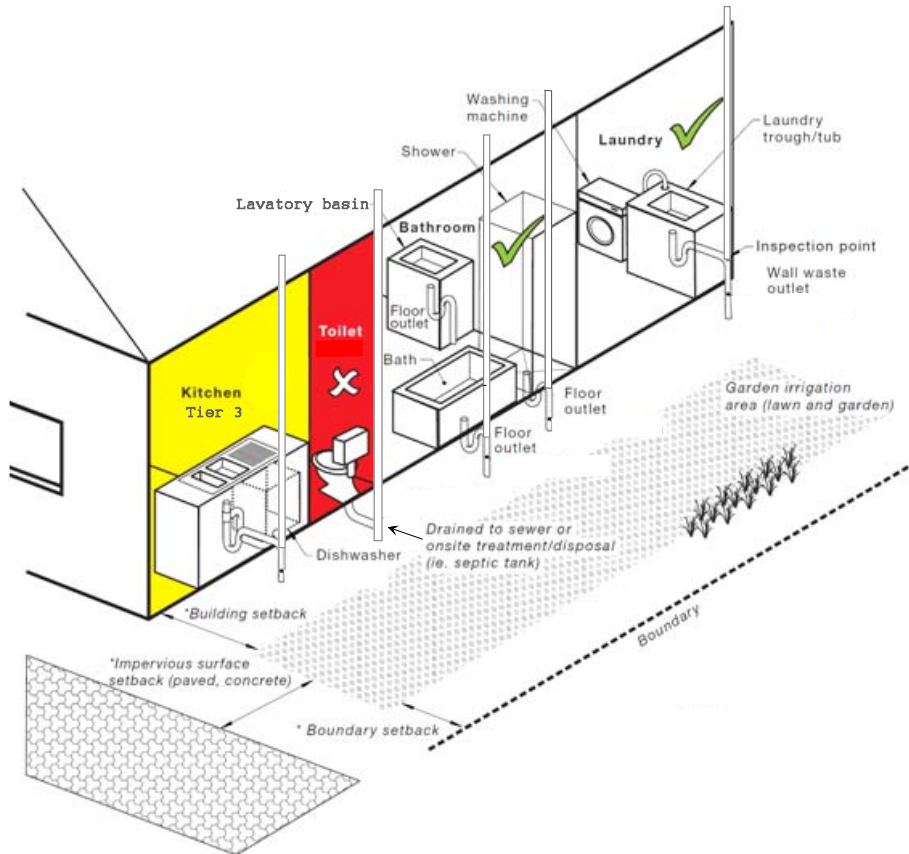 Washing
machine
Laundry
Laundry
trough/tub
Shower
Lavatory basin
Bathroom
Inspection point
Wall waste
outlet
Floor
outlet
Toilet
Bath
Kitchen
Tier 3
Floor
outlet
Garden irrigation
area (lawn and garden)
Floor
outlet
Dishwasher
Drained to sewer or
onsite treatment/disposal
(ie. septic tank)
*Building setback
Boundary
*Impervious surface
setback (paved, concrete)
* Boundary setback